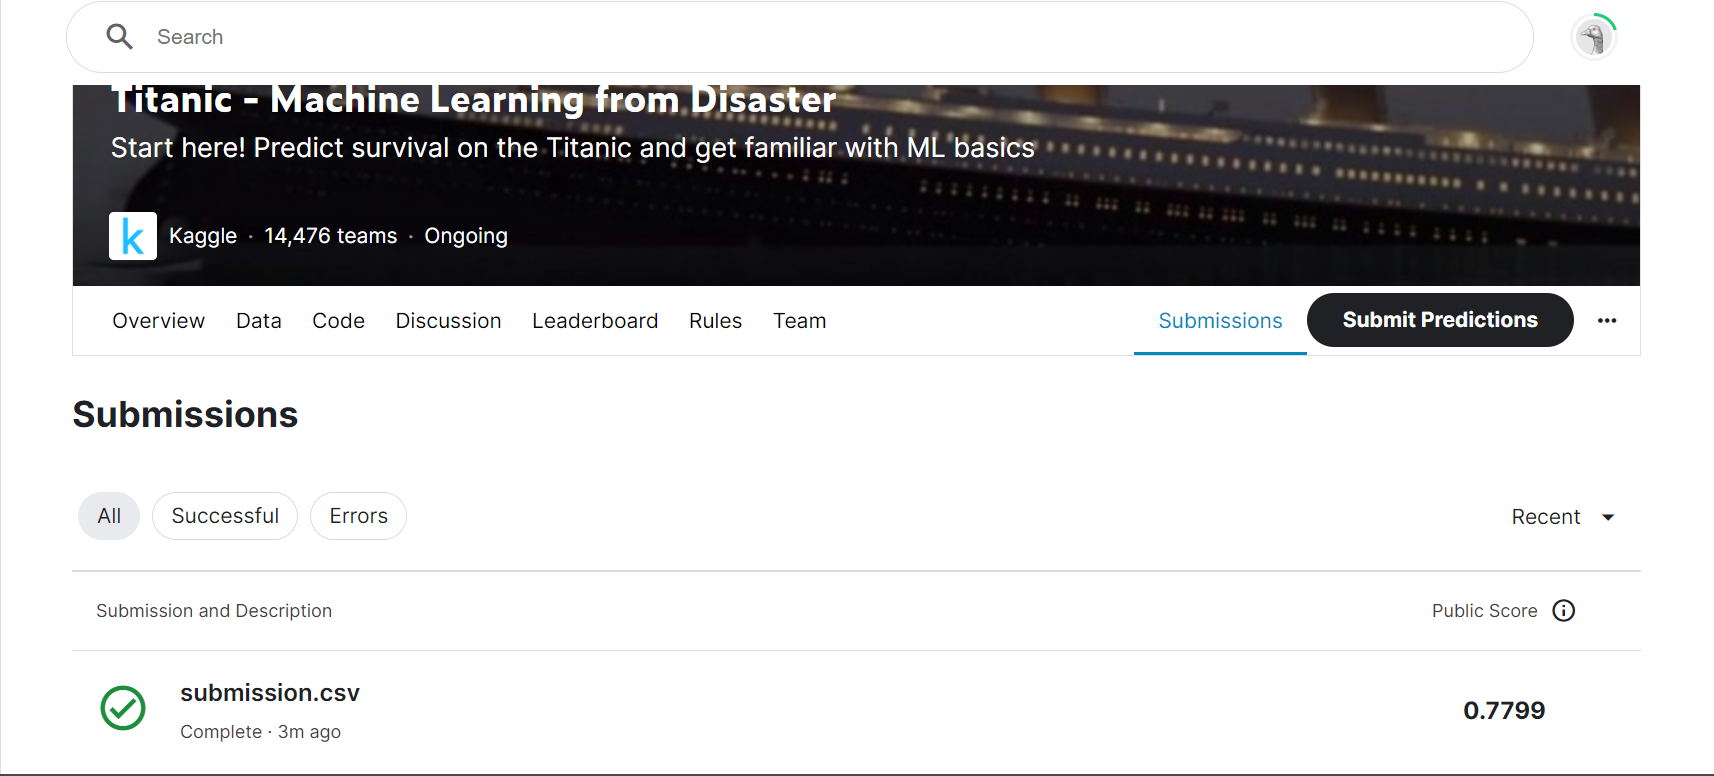 Search
Titanic - Machine Learning from Disaster
Start here! Predict survival on the Titanic and get familiar with ML basics
k Kaggle · 14,476 teams · Ongoing
Overview Data Code Discussion Leaderboard Rules Team Submissions Submit Predictions ...
Submissions
All Successful Errors Recent
Submission and Description Public Score
submission.csv
0.7799
Complete · 3m ago